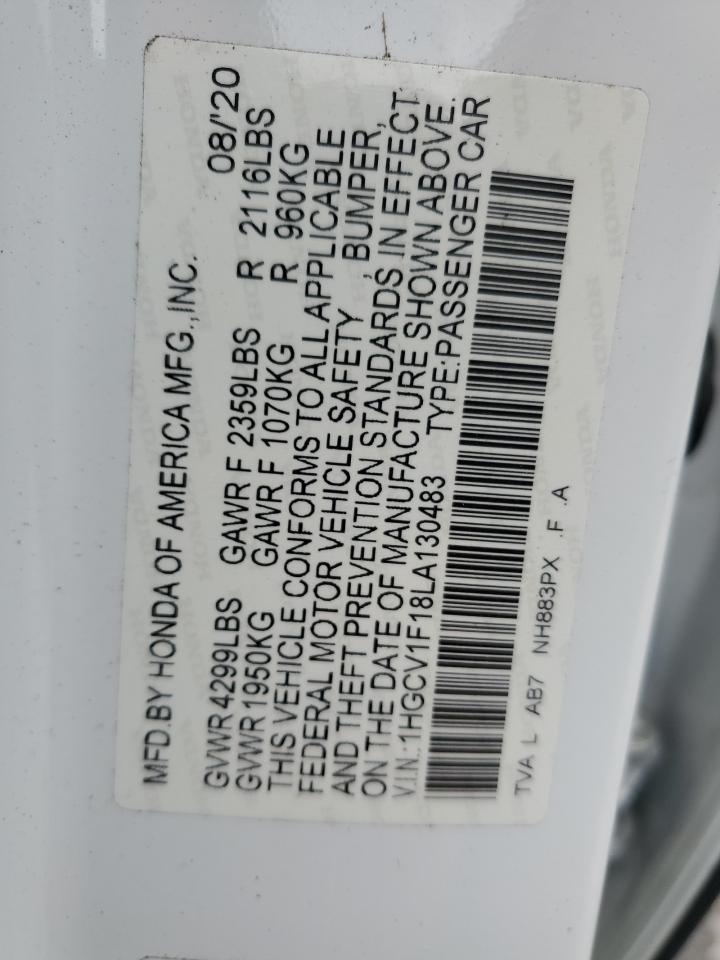 MFD.BY HONDA OF AMERICA MFG.,INC. 08/'20
GVWR 4299LBS GAWR F 2359LBS R 2116LBS
GVWR 1950KG GAWR F 1070KG R 960KG
THIS VEHICLE CONFORMS TO ALL APPLICABLE
FEDERAL MOTOR VEHICLE SAFETY , BUMPER,
AND THEFT PREVENTION STANDARDS IN EFFECT
ON THE DATE OF MANUFACTURE SHOWN ABOVE.
V.I.N.:1HGCV1F18LA130483 TYPE:PASSENGER CAR
TVA L AB7 NH883PX .F .A